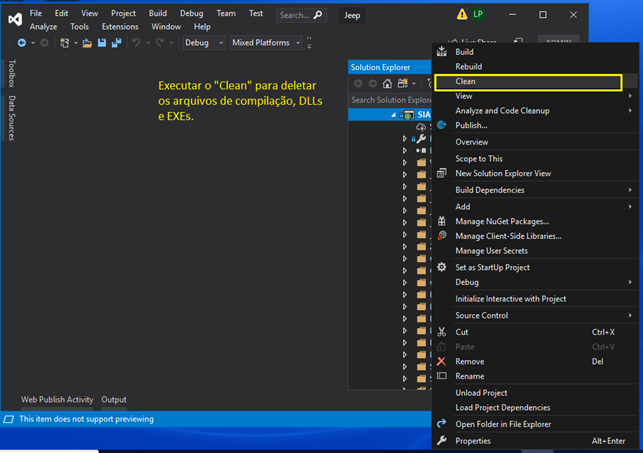 File Edit View Project Build Debug Team Test Search... Jeep LP
Analyze Tools Extensions Window Help
Debug Mixed Platforms Live Share ADMIN
Toolbox
Data Sources
Executar o "Clean" para deletar
os arquivos de compilação, DLLs
e EXEs.
Solution Explorer
Search Solution Explorer
SIA
Build
Rebuild
Clean
View
Analyze and Code Cleanup
Publish...
Overview
Scope to This
New Solution Explorer View
Build Dependencies
Add
Manage NuGet Packages...
Manage Client-Side Libraries...
Manage User Secrets
Set as StartUp Project
Debug
Initialize Interactive with Project
Source Control
Cut Ctrl+X
Paste Ctrl+V
Remove Del
Rename
Unload Project
Load Project Dependencies
Open Folder in File Explorer
Properties Alt+Enter
Web Publish Activity Output
This item does not support previewing